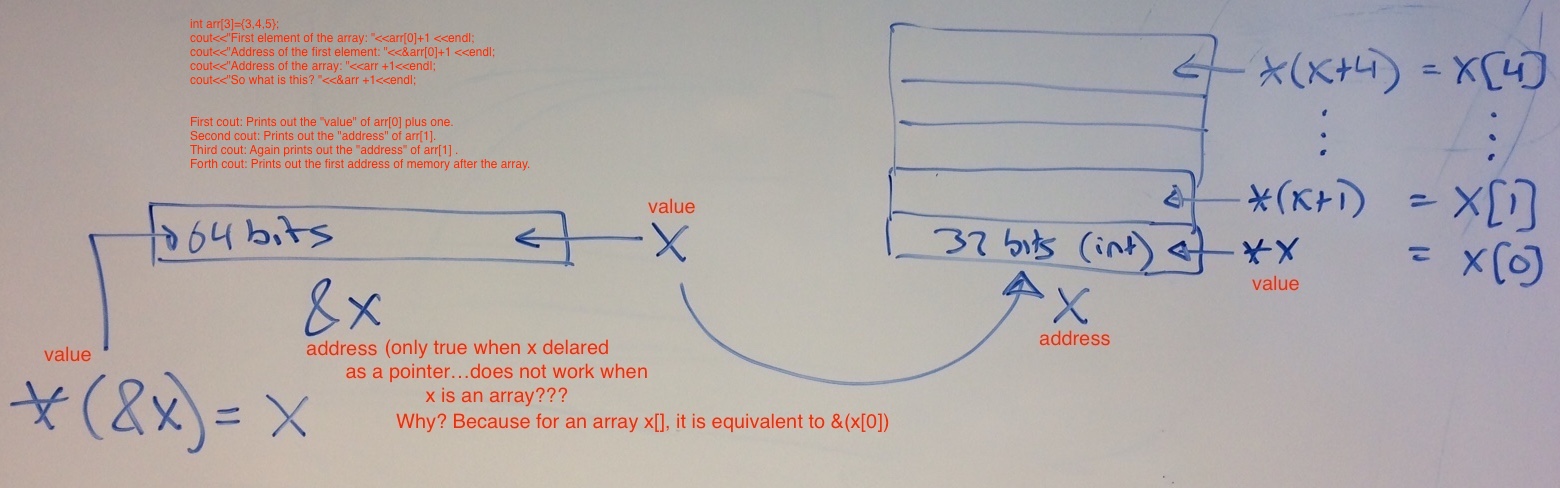 int arr[3]={3,4,5};
cout<<"First element of the array: "<<arr[0]+1 <<endl;
cout<<"Address of the first element: "<<&arr[0]+1 <<endl;
cout<<"Address of the array: "<<arr +1<<endl;
cout<<"So what is this? "<<&arr +1<<endl;
First cout: Prints out the "value" of arr[0] plus one.
Second cout: Prints out the "address" of arr[1].
Third cout: Again prints out the "address" of arr[1] .
Forth cout: Prints out the first address of memory after the array.
64 bits
value
X
&X
address (only true when x delared
as a pointer...does not work when
x is an array???
Why? Because for an array x[], it is equivalent to &(x[0])
value
*(&X) = X
*(X+4) = X[4]
*(X+1) = X[1]
32 bits (int)
*X = X[0]
value
X
address